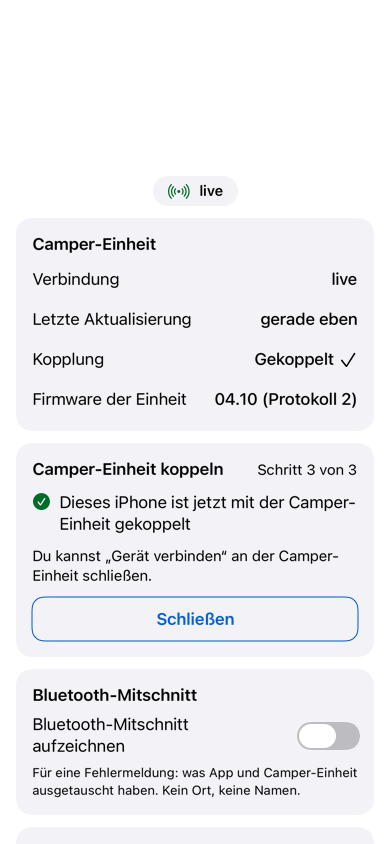 live
Camper-Einheit
Verbindung live
Letzte Aktualisierung gerade eben
Kopplung Gekoppelt ✓
Firmware der Einheit 04.10 (Protokoll 2)
Camper-Einheit koppeln Schritt 3 von 3
Dieses iPhone ist jetzt mit der Camper-
Einheit gekoppelt
Du kannst „Gerät verbinden“ an der Camper-
Einheit schließen.
Schließen
Bluetooth-Mitschnitt
Bluetooth-Mitschnitt
aufzeichnen
Für eine Fehlermeldung: was App und Camper-Einheit
ausgetauscht haben. Kein Ort, keine Namen.